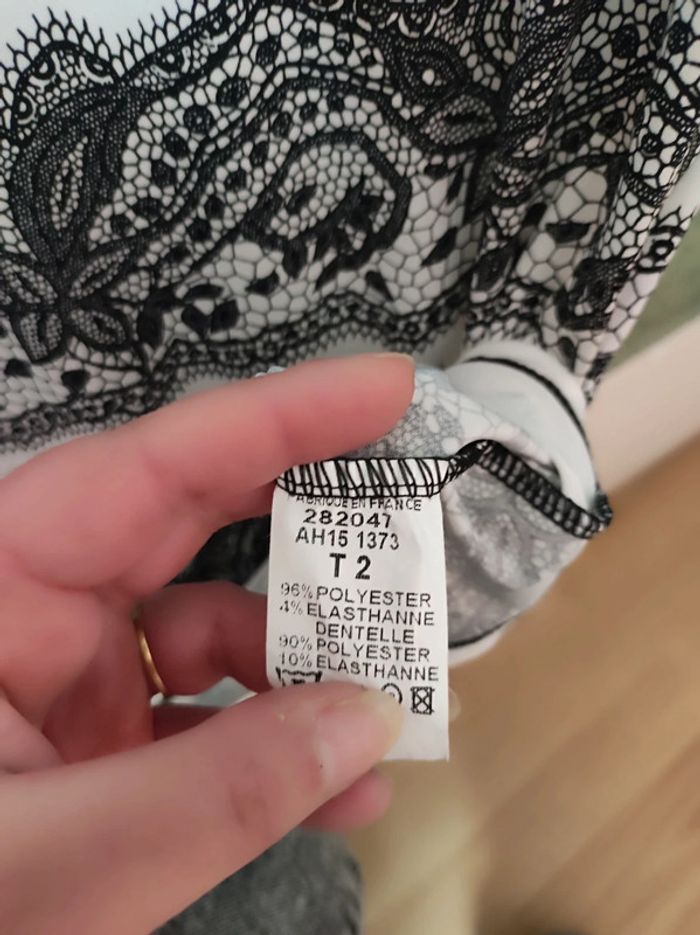 FABRIQUE EN FRANCE
282047
AH15 1373
T 2
96% POLYESTER
4% ELASTHANNE
DENTELLE
90% POLYESTER
10% ELASTHANNE